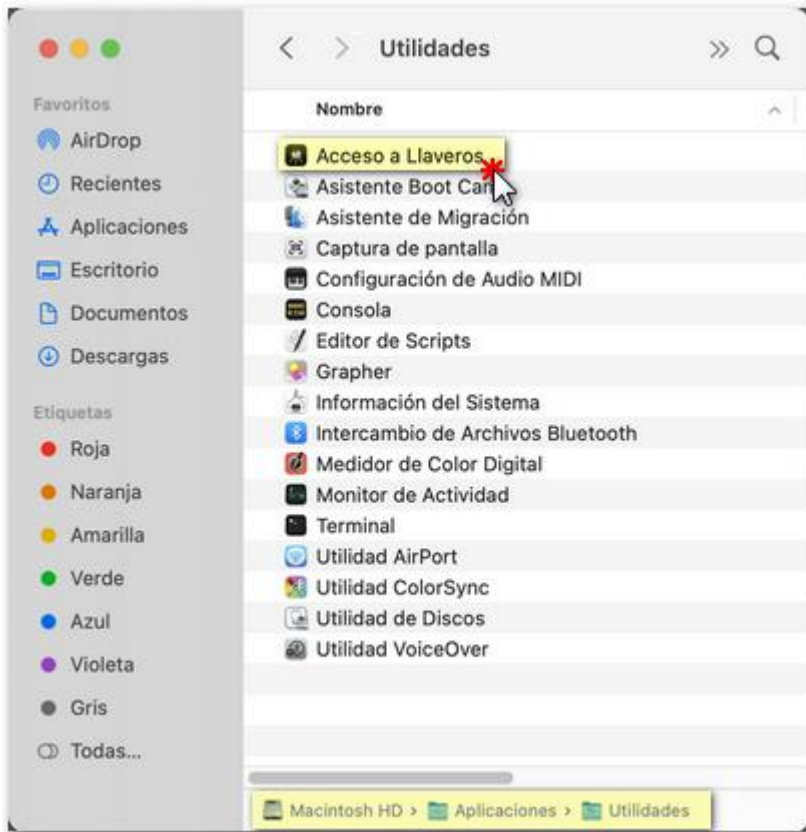 Utilidades
Favoritos
AirDrop
Recientes
Aplicaciones
Escritorio
Documentos
Descargas
Etiquetas
Roja
Naranja
Amarilla
Verde
Azul
Violeta
Gris
Todas...
Nombre
Acceso a Llaveros
Asistente Boot Cam
Asistente de Migración
Captura de pantalla
Configuración de Audio MIDI
Consola
Editor de Scripts
Grapher
Información del Sistema
Intercambio de Archivos Bluetooth
Medidor de Color Digital
Monitor de Actividad
Terminal
Utilidad AirPort
Utilidad ColorSync
Utilidad de Discos
Utilidad VoiceOver
Macintosh HD › Aplicaciones › Utilidades